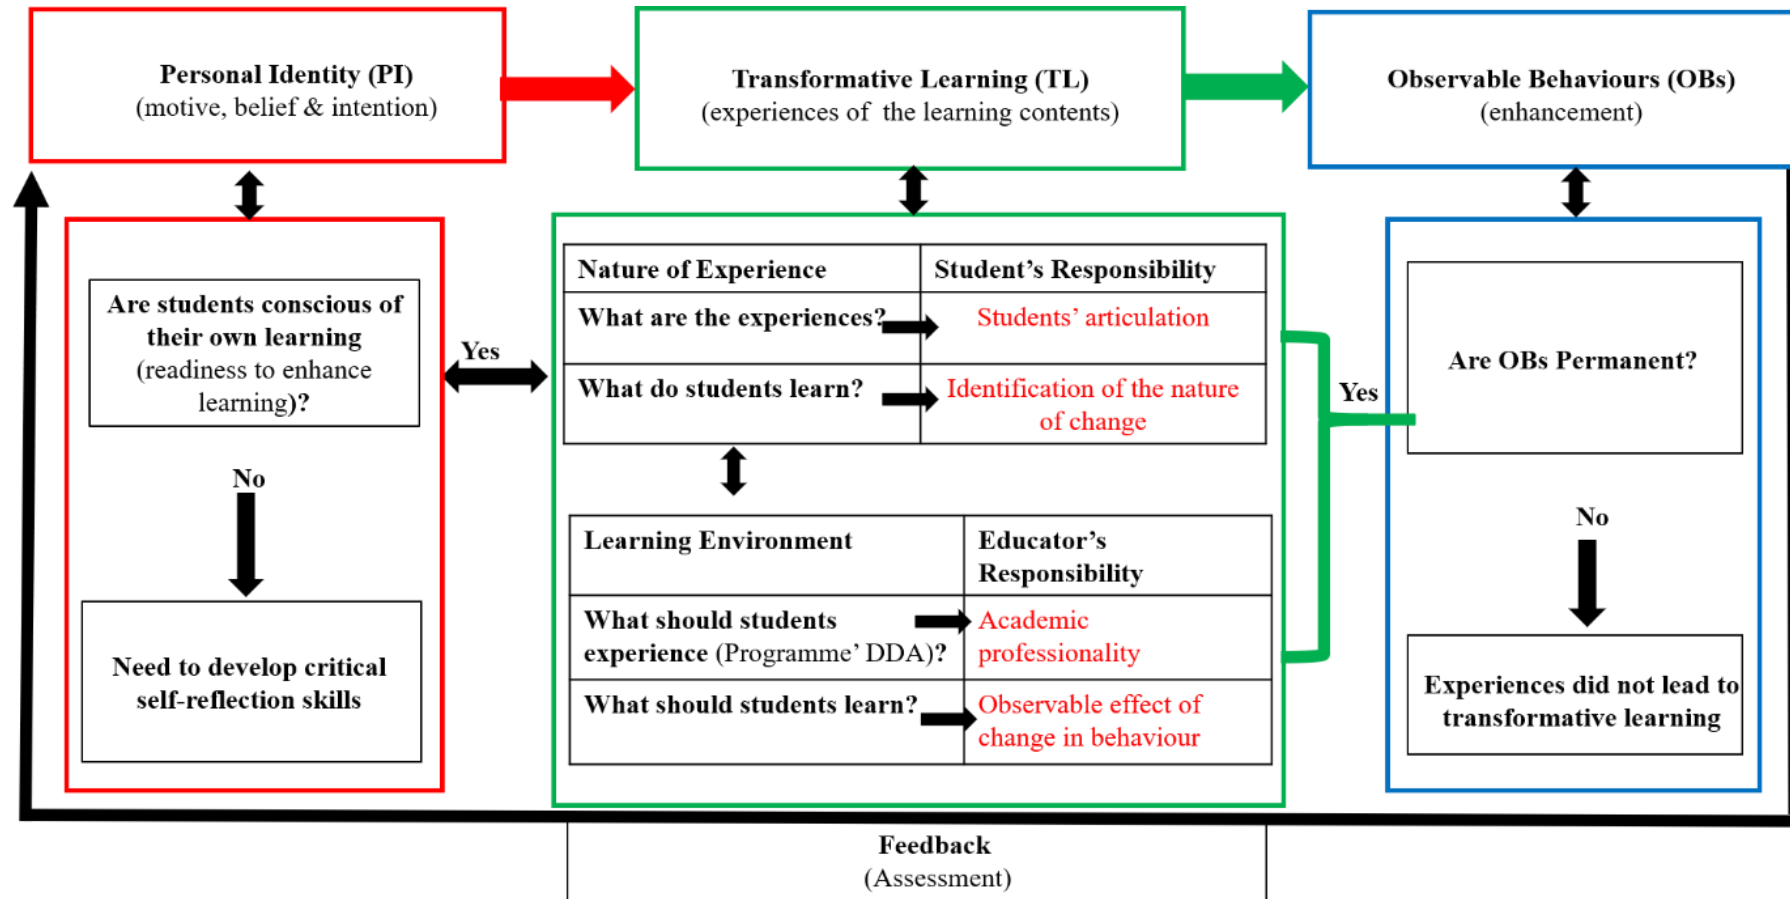 Personal Identity (PI)
(motive, belief & intention)
Transformative Learning (TL)
(experiences of the learning contents)
Observable Behaviours (OBs)
(enhancement)
Are students conscious of
their own learning
(readiness to enhance
learning)?
Yes
No
Need to develop critical
self-reflection skills
Nature of Experience
Student's Responsibility
What are the experiences?
Students' articulation
What do students learn?
Identification of the nature
of change
Learning Environment
Educator's
Responsibility
What should students
experience (Programme' DDA)?
Academic
professionality
What should students learn?
Observable effect of
change in behaviour
Yes
Are OBs Permanent?
No
Experiences did not lead to
transformative learning
Feedback
(Assessment)